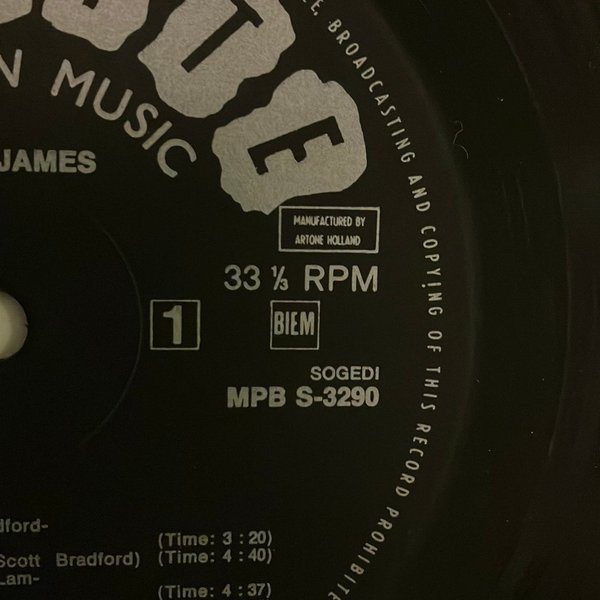 STE
N MUSIC
JAMES
E, BROADCASTING AND COPYING OF THIS RECORD PROHIBITE
MANUFACTURED BY
ARTONE HOLLAND
33 ⅓ RPM
1
BIEM
SOGEDI
MPB S-3290
dford-
(Time: 3 : 20)
Scott Bradford) (Time: 4 : 40)
Lam-
(Time: 4 : 37)